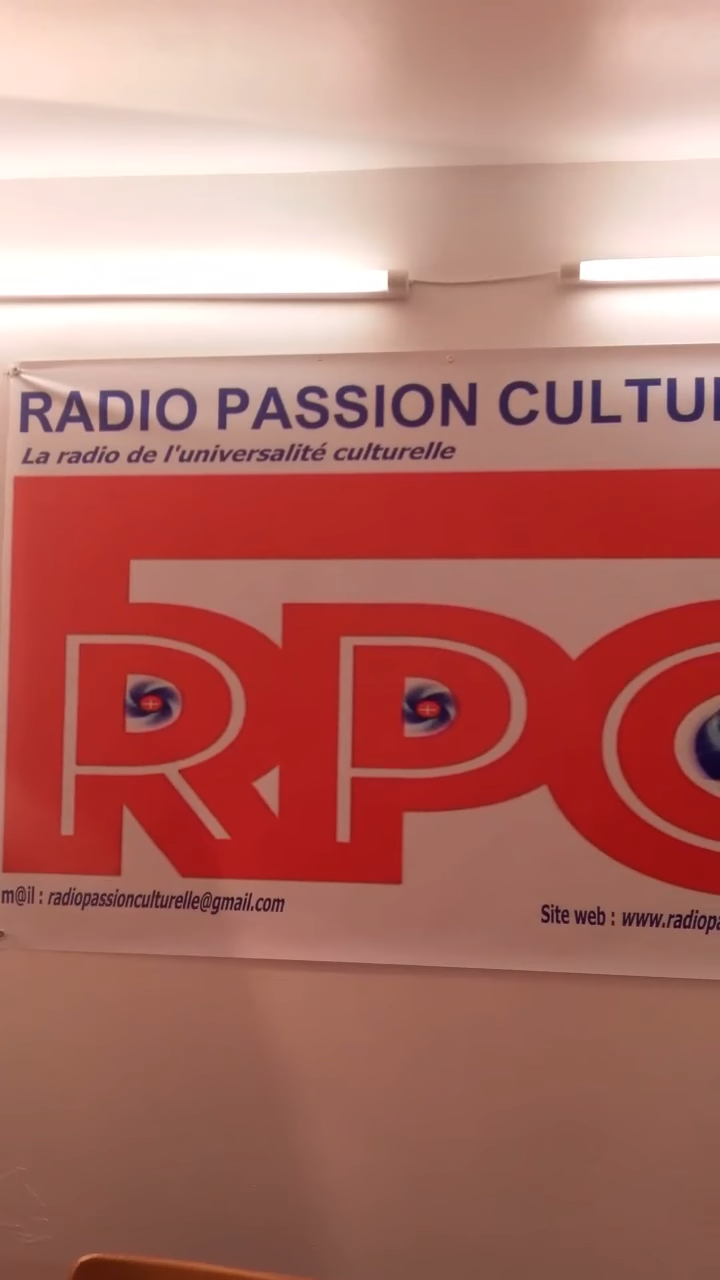 RADIO PASSION CULTU
La radio de l'universalité culturelle
RPC
m@il : radiopassionculturelle@gmail.com
Site web : www.radiopa